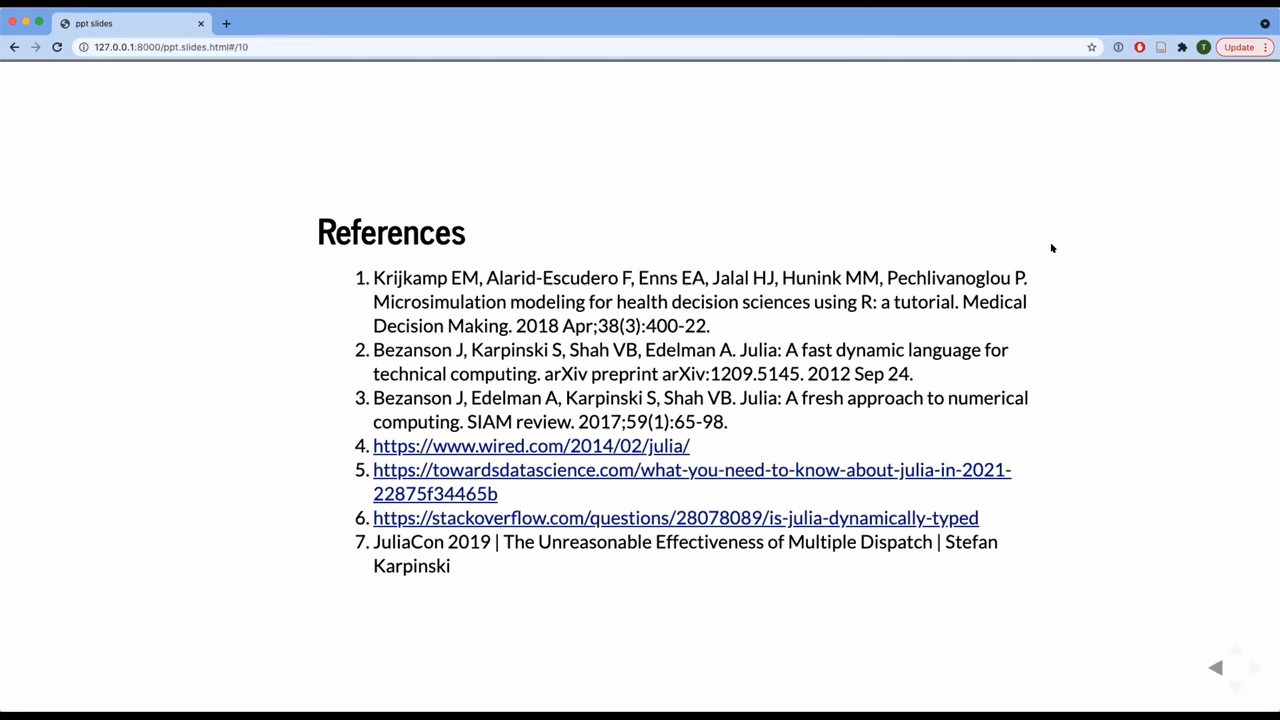 ppt slides
127.0.0.1:8000/ppt.slides.html#/10
T
Update
References
1. Krijkamp EM, Alarid-Escudero F, Enns EA, Jalal HJ, Hunink MM, Pechlivanoglou P.
Microsimulation modeling for health decision sciences using R: a tutorial. Medical
Decision Making. 2018 Apr;38(3):400-22.
2. Bezanson J, Karpinski S, Shah VB, Edelman A. Julia: A fast dynamic language for
technical computing. arXiv preprint arXiv:1209.5145. 2012 Sep 24.
3. Bezanson J, Edelman A, Karpinski S, Shah VB. Julia: A fresh approach to numerical
computing. SIAM review. 2017;59(1):65-98.
4. https://www.wired.com/2014/02/julia/
5. https://towardsdatascience.com/what-you-need-to-know-about-julia-in-2021-
22875f34465b
6. https://stackoverflow.com/questions/28078089/is-julia-dynamically-typed
7. JuliaCon 2019 | The Unreasonable Effectiveness of Multiple Dispatch | Stefan
Karpinski